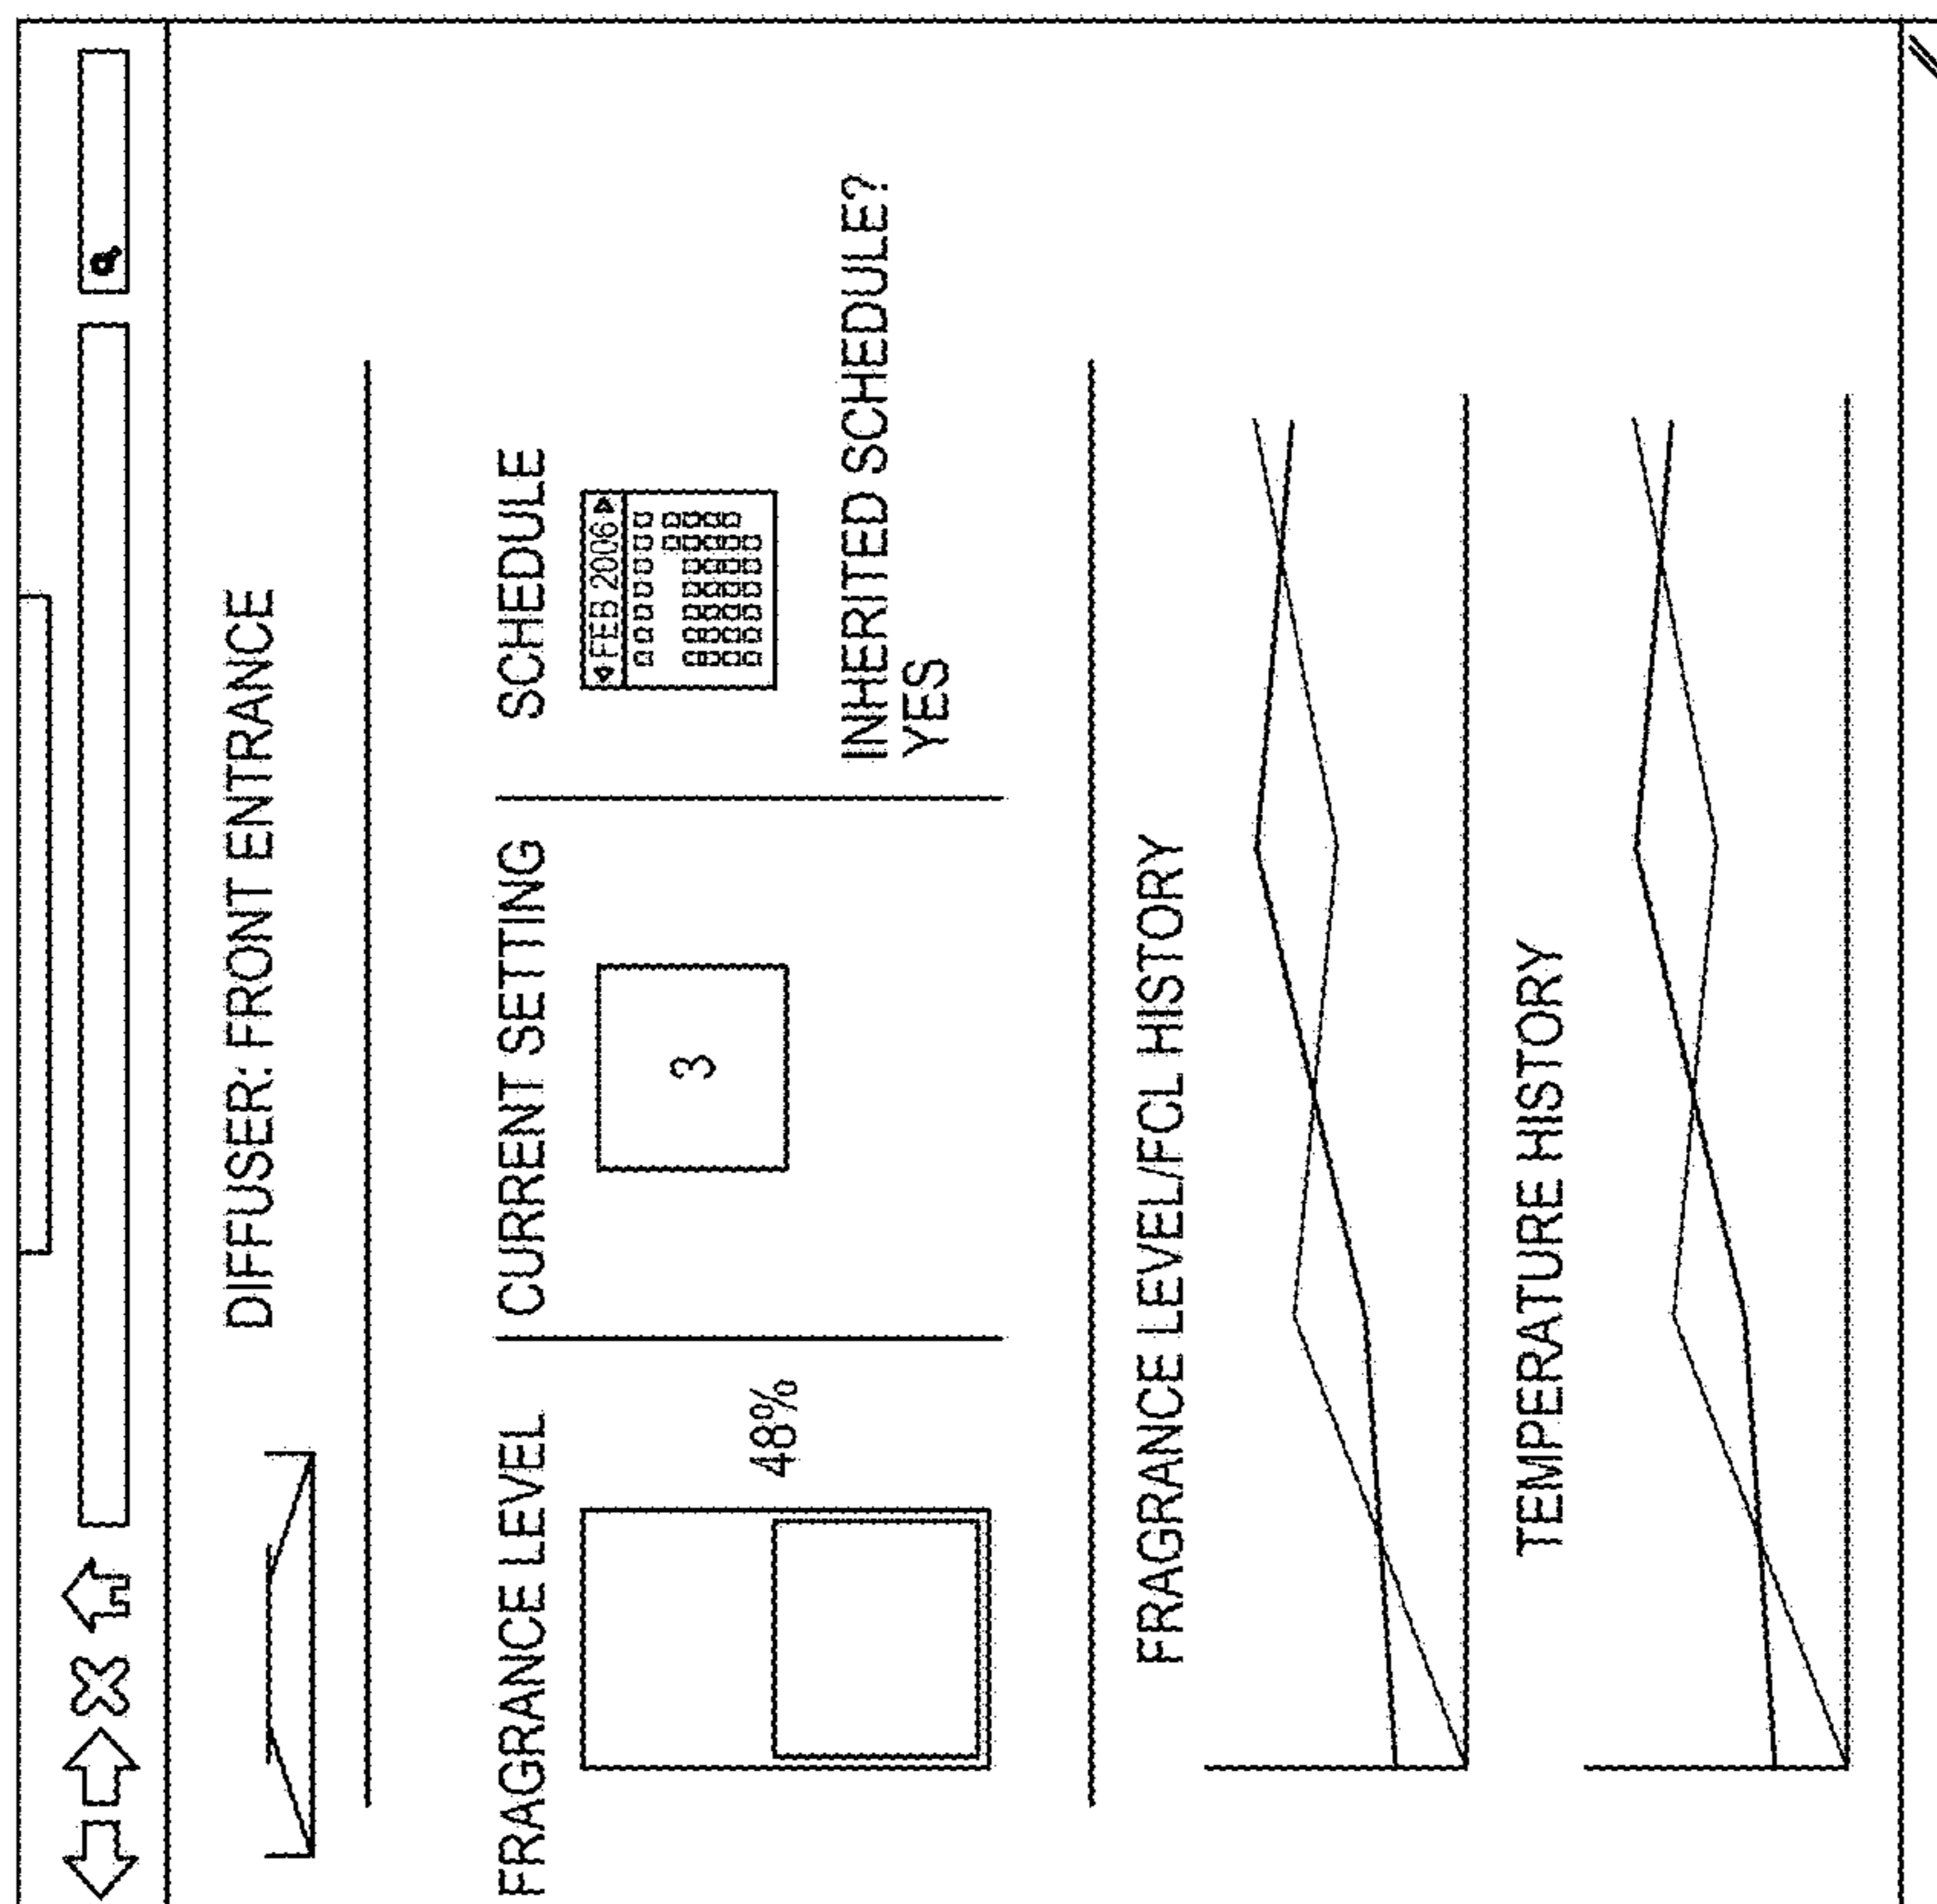 DIFFUSER: FRONT ENTRANCE
FRAGRANCE LEVEL
48%
CURRENT SETTING
3
SCHEDULE
FEB 2006
INHERITED SCHEDULE?
YES
FRAGRANCE LEVEL/FCL HISTORY
TEMPERATURE HISTORY